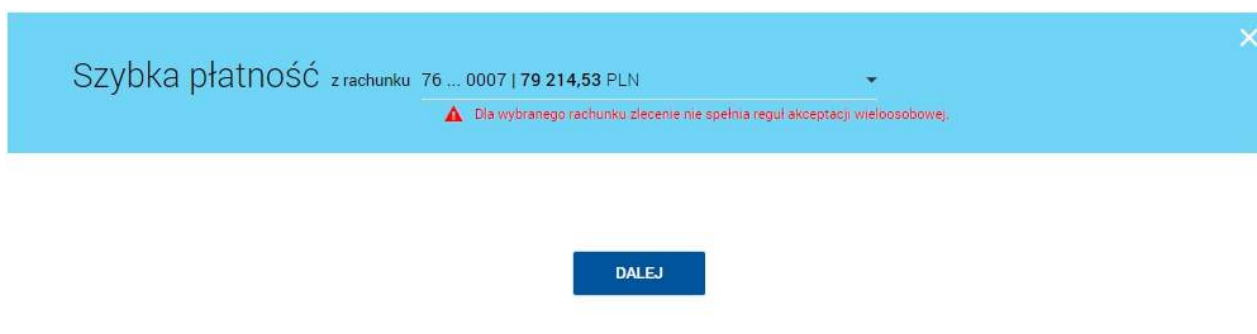 Szybka płatność z rachunku 76 ... 0007 | 79 214,53 PLN
Dla wybranego rachunku zlecenie nie spełnia reguł akceptacji wieloosobowej.
DALEJ